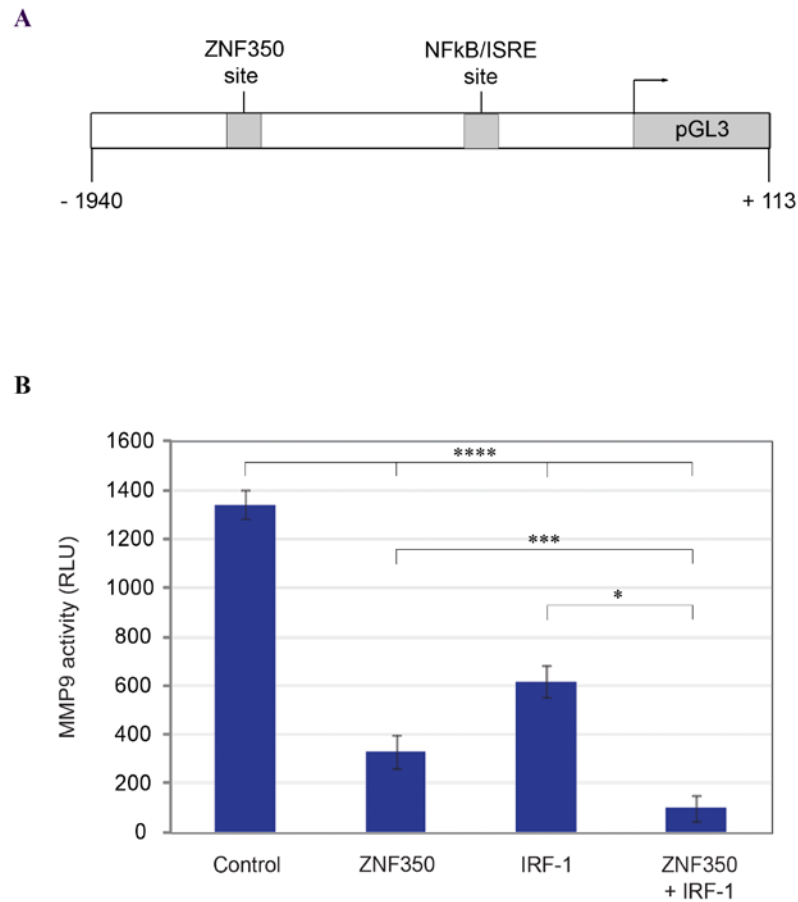 A
ZNF350
site
NFkB/ISRE
site
pGL3
- 1940
+ 113
B
MMP9 activity (RLU)
1600
1400
1200
1000
800
600
400
200
0
****
***
*
Control
ZNF350
IRF-1
ZNF350
+ IRF-1